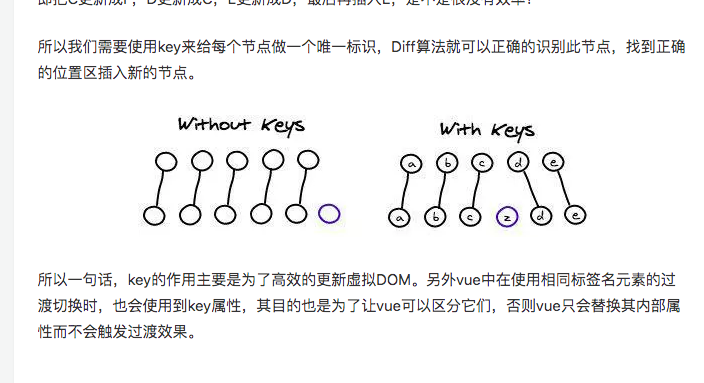 所以我们需要使用key来给每个节点做一个唯一标识，Diff算法就可以正确的识别此节点，找到正确
的位置区插入新的节点。
Without Keys
With Keys
a b c d e
a b c z d e
所以一句话，key的作用主要是为了高效的更新虚拟DOM。另外vue中在使用相同标签名元素的过
渡切换时，也会使用到key属性，其目的也是为了让vue可以区分它们，否则vue只会替换其内部属
性而不会触发过渡效果。